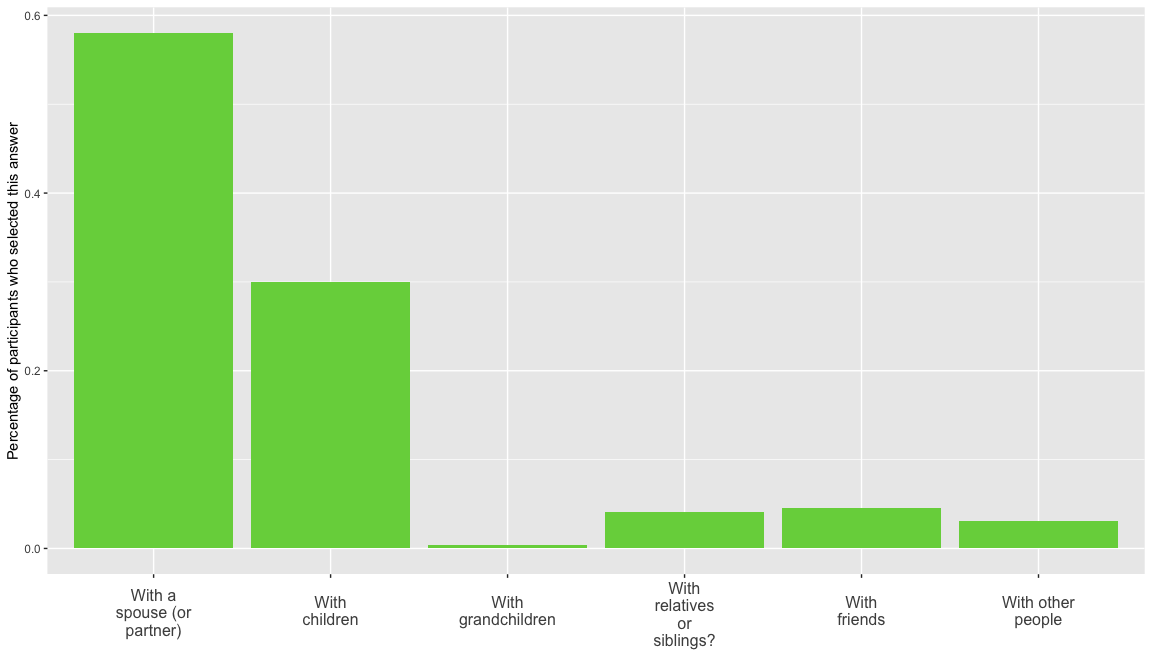 Percentage of participants who selected this answer
0.6
0.4
0.2
0.0
With a
spouse (or
partner)
With
children
With
grandchildren
With
relatives
or
siblings?
With
friends
With other
people